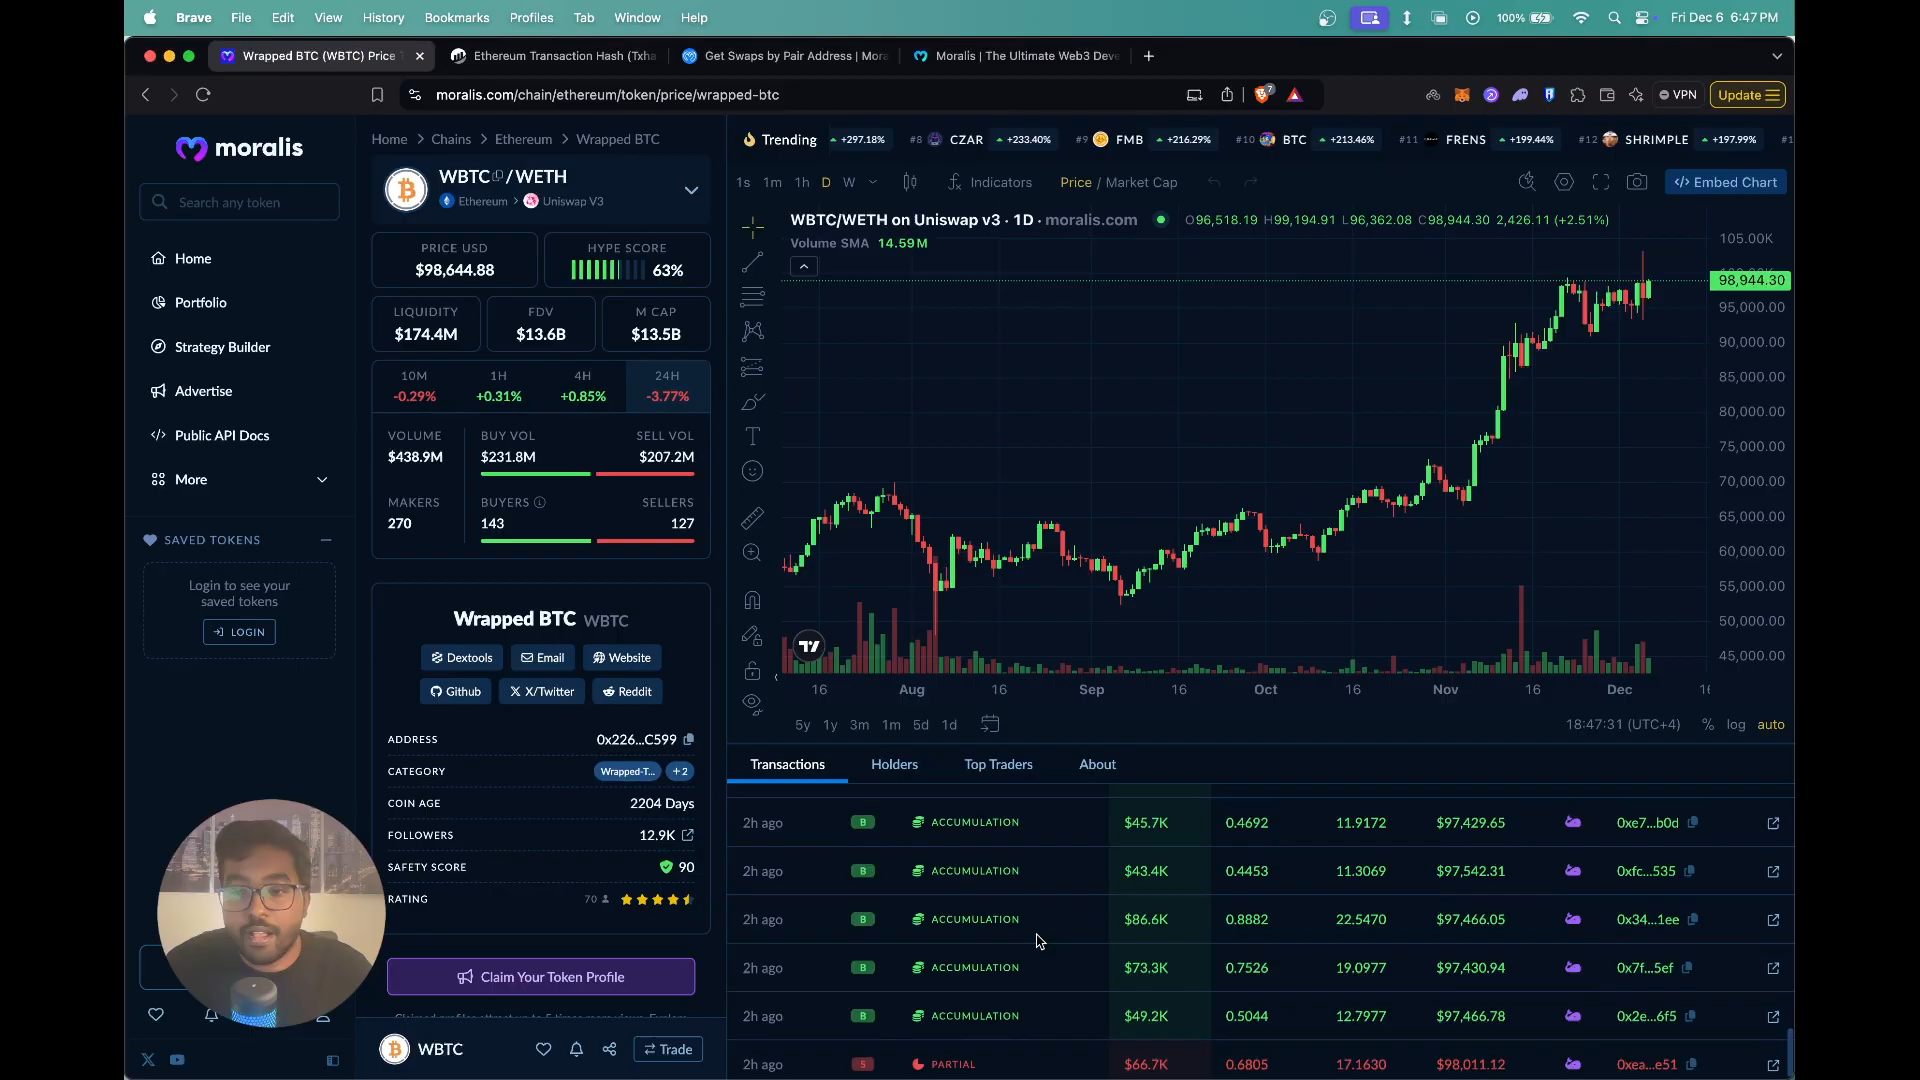 Brave File Edit View History Bookmarks Profiles Tab Window Help
100% Fri Dec 6 6:47 PM
Wrapped BTC (WBTC) Price
Ethereum Transaction Hash (Txha
Get Swaps by Pair Address | Mora
Moralis | The Ultimate Web3 Deve
moralis.com/chain/ethereum/token/price/wrapped-btc
7
VPN
Update
moralis
Search any token
Home
Portfolio
Strategy Builder
Advertise
Public API Docs
More
SAVED TOKENS
Login to see your
saved tokens
LOGIN
Home > Chains > Ethereum > Wrapped BTC
WBTC /WETH
Ethereum > Uniswap V3
PRICE USD
$98,644.88
HYPE SCORE
63%
LIQUIDITY
$174.4M
FDV
$13.6B
M CAP
$13.5B
10M 1H 4H 24H
-0.29% +0.31% +0.85% -3.77%
VOLUME BUY VOL SELL VOL
$438.9M $231.8M $207.2M
MAKERS BUYERS SELLERS
270 143 127
Wrapped BTC WBTC
Dextools Email Website
Github X/Twitter Reddit
ADDRESS 0x226...C599
CATEGORY Wrapped-T... +2
COIN AGE 2204 Days
FOLLOWERS 12.9K
SAFETY SCORE 90
RATING 70
Claim Your Token Profile
WBTC
Trade
Trending +297.18% #8 CZAR +233.40% #9 FMB +216.29% #10 BTC +213.46% #11 FRENS +199.44% #12 SHRIMPLE +197.99%
1s 1m 1h D W Indicators Price / Market Cap
Embed Chart
WBTC/WETH on Uniswap v3 · 1D · moralis.com O96,518.19 H99,194.91 L96,362.08 C98,944.30 2,426.11 (+2.51%)
Volume SMA 14.59M
105.00K
98,944.30
95,000.00
90,000.00
85,000.00
80,000.00
75,000.00
70,000.00
65,000.00
60,000.00
55,000.00
50,000.00
45,000.00
16 Aug 16 Sep 16 Oct 16 Nov 16 Dec
5y 1y 3m 1m 5d 1d
18:47:31 (UTC+4) % log auto
Transactions Holders Top Traders About
2h ago B ACCUMULATION $45.7K 0.4692 11.9172 $97,429.65 0xe7...b0d
2h ago B ACCUMULATION $43.4K 0.4453 11.3069 $97,542.31 0xfc...535
2h ago B ACCUMULATION $86.6K 0.8882 22.5470 $97,466.05 0x34...1ee
2h ago B ACCUMULATION $73.3K 0.7526 19.0977 $97,430.94 0x7f...5ef
2h ago B ACCUMULATION $49.2K 0.5044 12.7977 $97,466.78 0x2e...6f5
2h ago S PARTIAL $66.7K 0.6805 17.1630 $98,011.12 0xea...e51